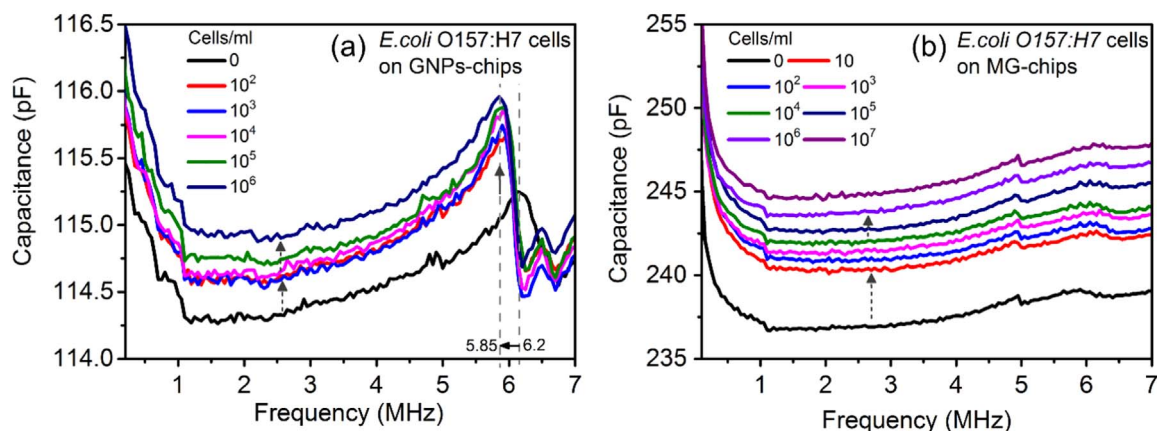 116.5
116.0
115.5
115.0
114.5
114.0
Capacitance (pF)
Cells/ml
0
10²
10³
10⁴
10⁵
10⁶
(a) E.coli O157:H7 cells
on GNPs-chips
5.85 6.2
1 2 3 4 5 6 7
Frequency (MHz)
255
250
245
240
235
Capacitance (pF)
Cells/ml
0 10
10² 10³
10⁴ 10⁵
10⁶ 10⁷
E.coli O157:H7 cells
(b) on MG-chips
1 2 3 4 5 6 7
Frequency (MHz)